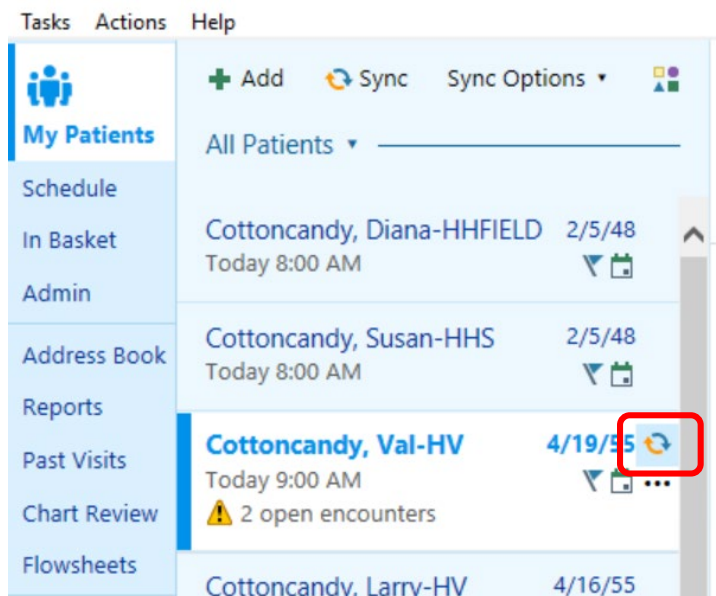 Tasks Actions Help
Add Sync Sync Options
My Patients
All Patients
Schedule
In Basket
Admin
Address Book
Reports
Past Visits
Chart Review
Flowsheets
Cottoncandy, Diana-HHFIELD 2/5/48
Today 8:00 AM
Cottoncandy, Susan-HHS 2/5/48
Today 8:00 AM
Cottoncandy, Val-HV 4/19/55
Today 9:00 AM
2 open encounters
Cottoncandy, Larry-HV 4/16/55